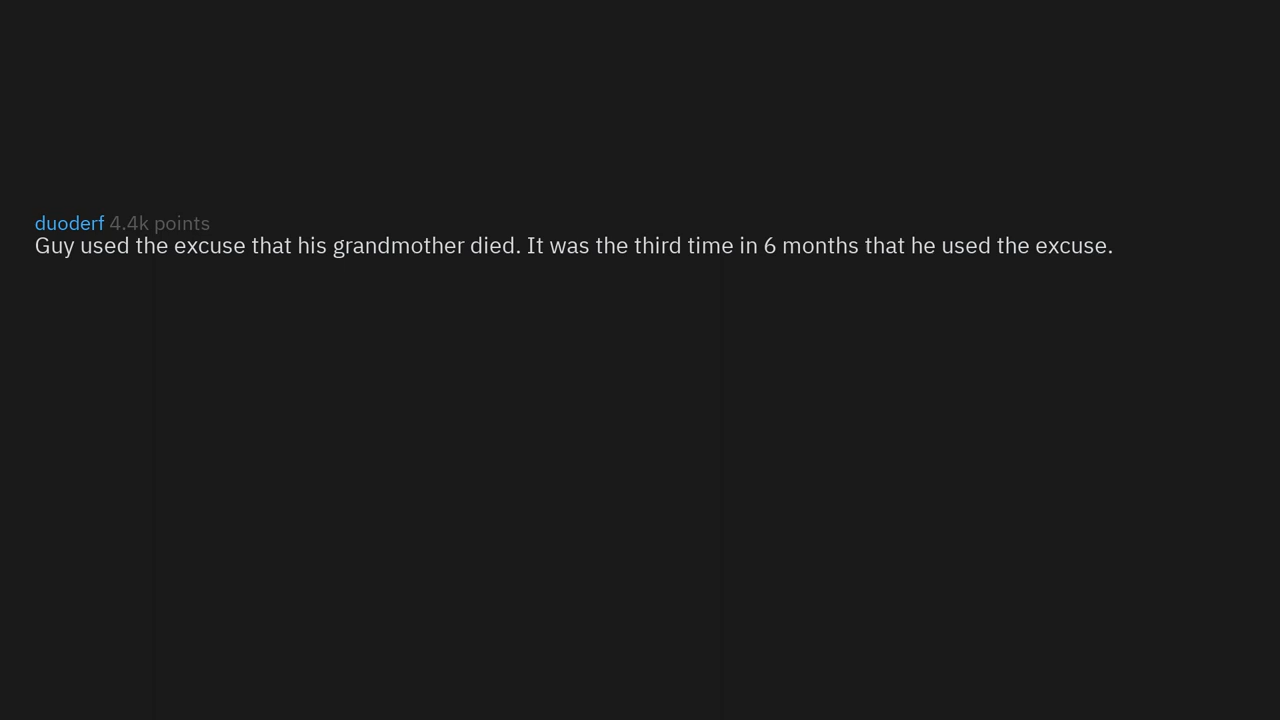 duoderf 4.4k points
Guy used the excuse that his grandmother died. It was the third time in 6 months that he used the excuse.